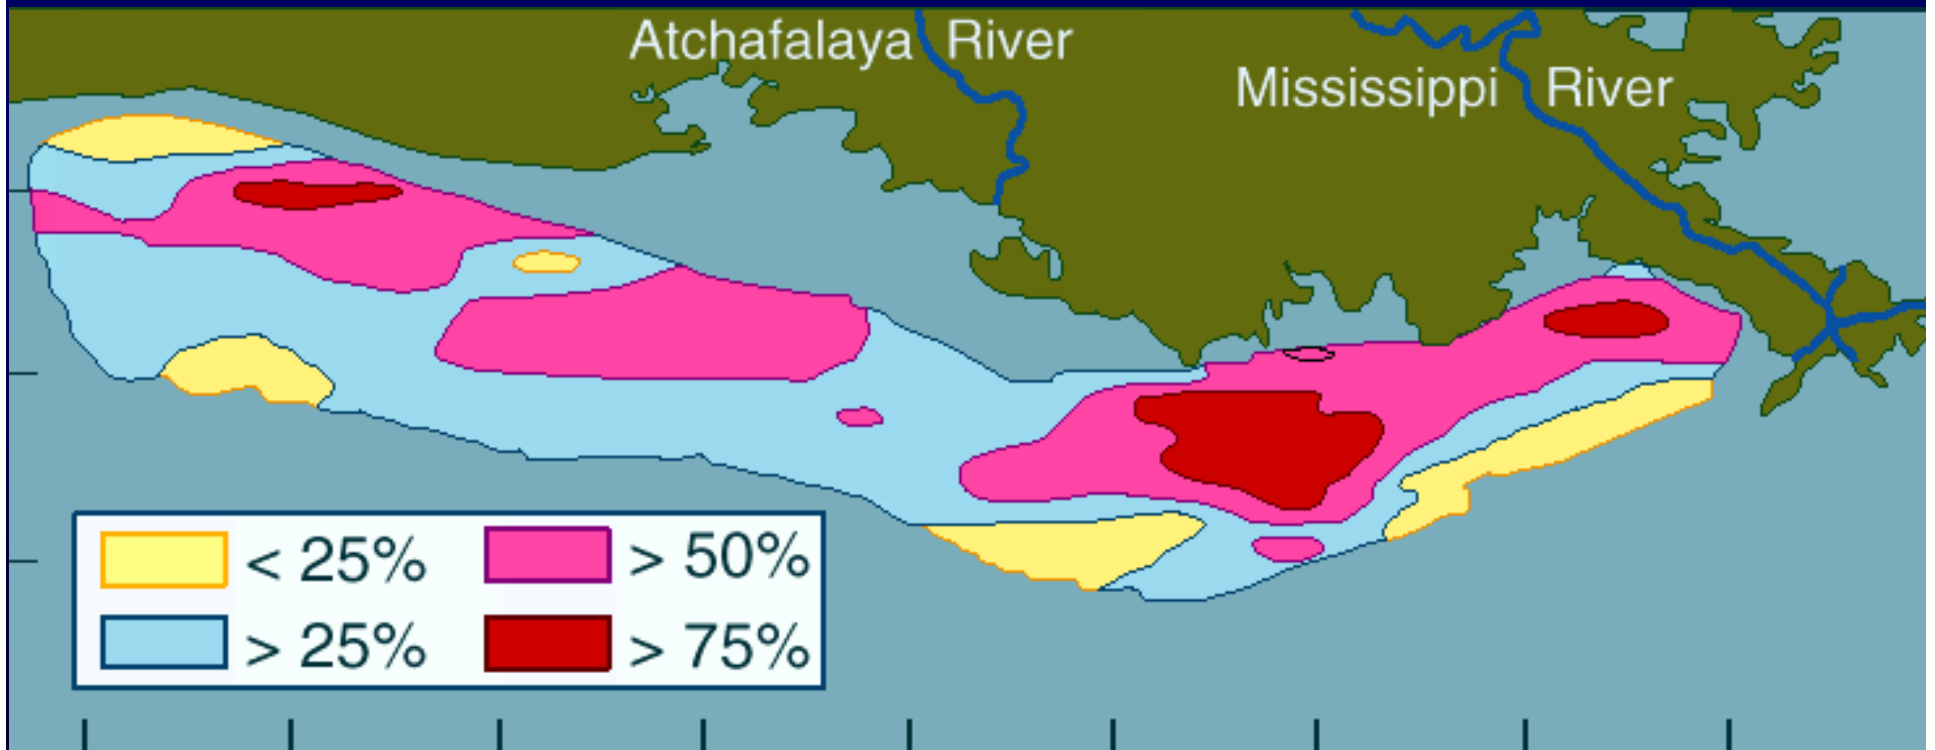 Atchafalaya River
Mississippi River
< 25%
> 50%
> 25%
> 75%